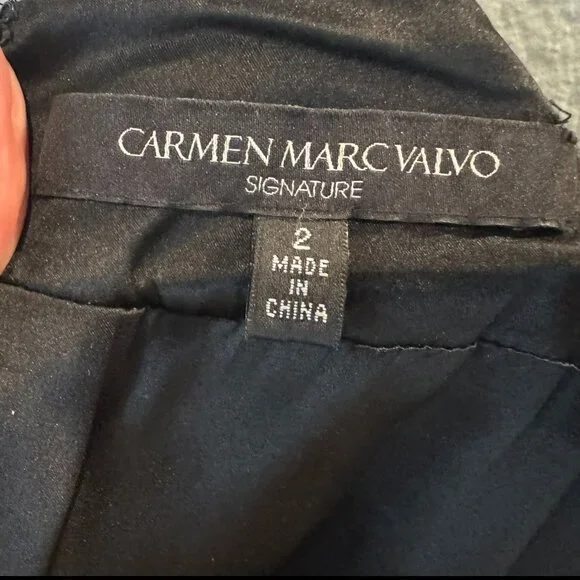 CARMEN MARC VALVO
SIGNATURE
2
MADE
IN
CHINA